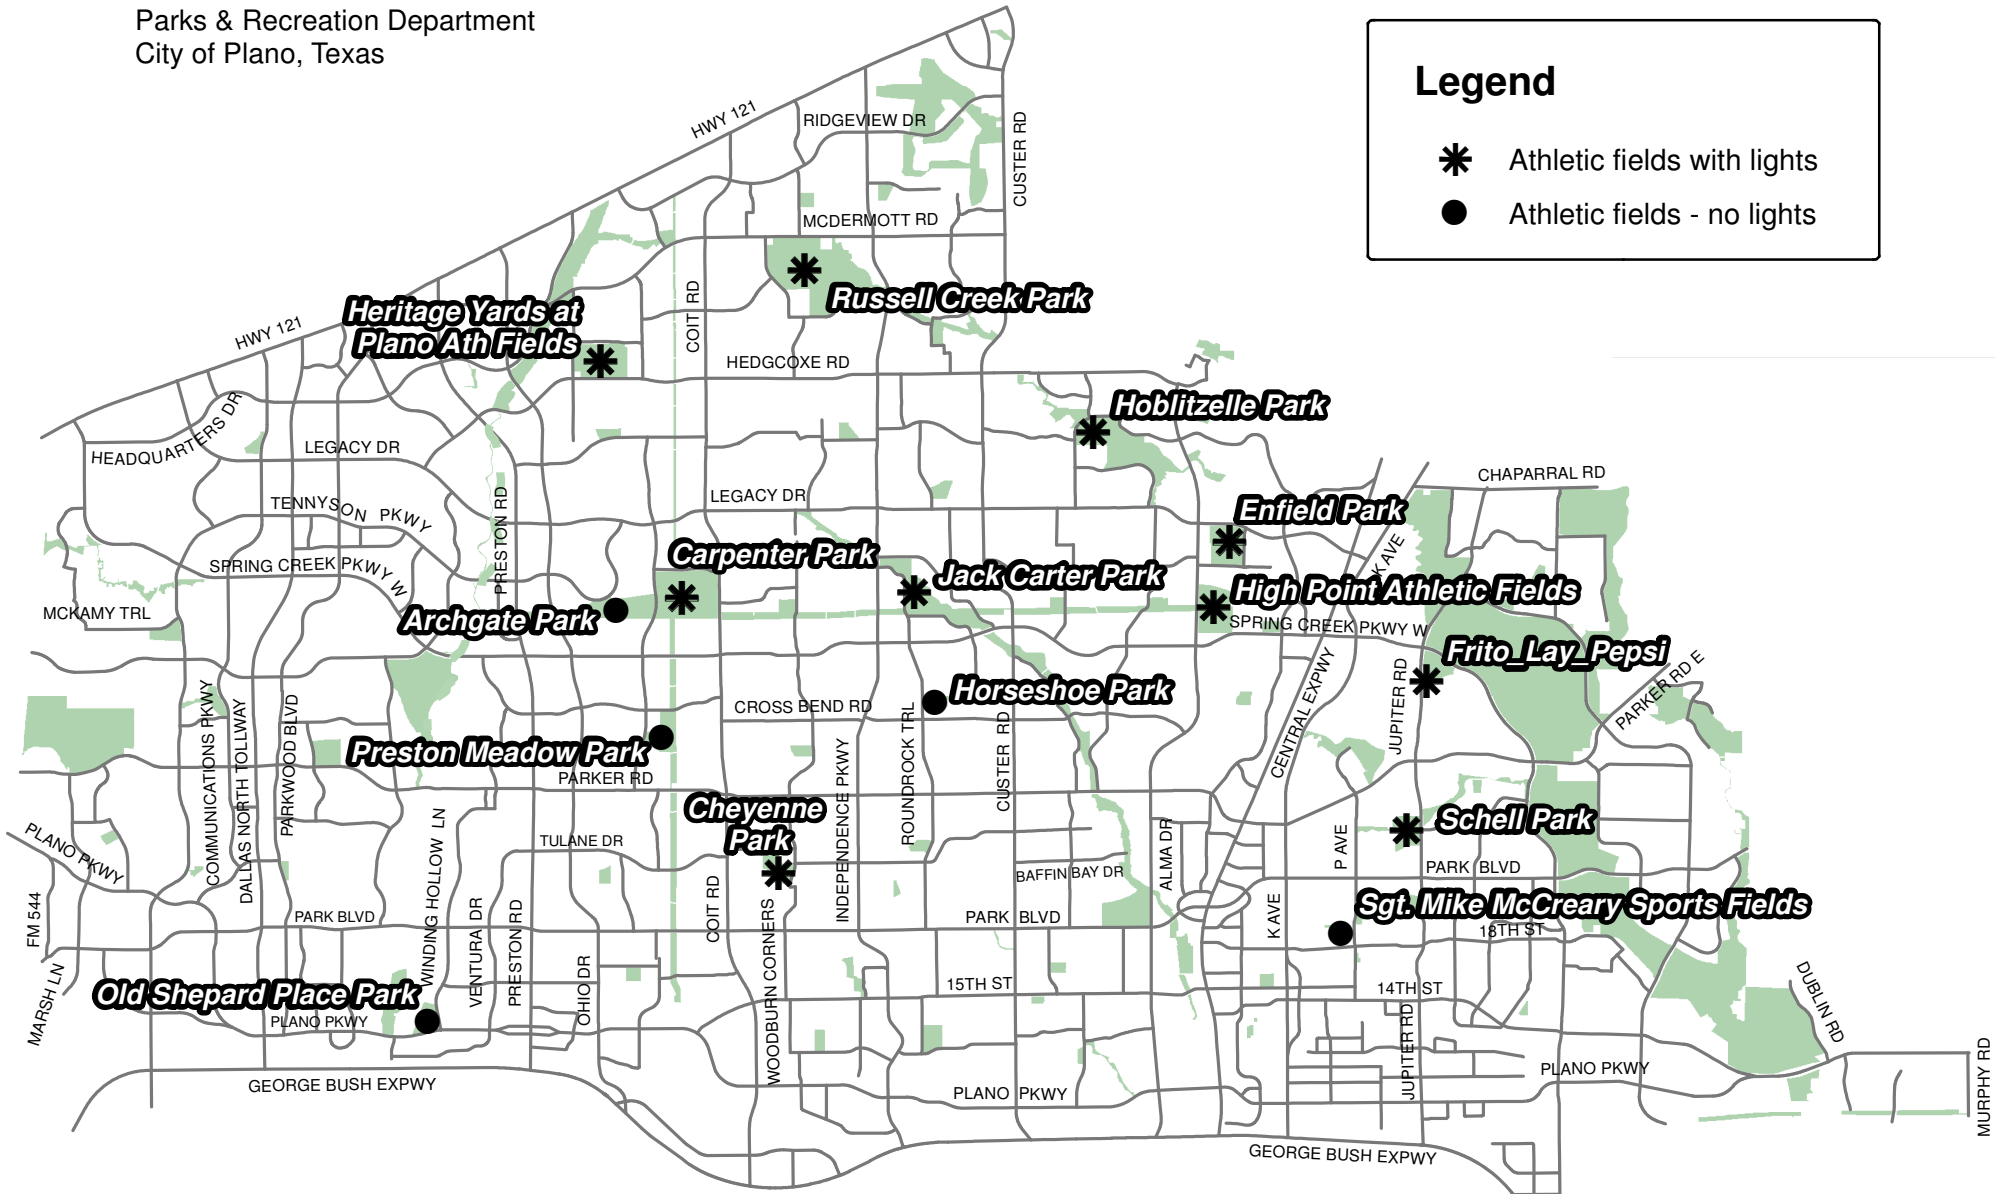 Parks & Recreation Department
City of Plano, Texas
Legend
Athletic fields with lights
Athletic fields - no lights
HWY 121
RIDGEVIEW DR
CUSTER RD
MCDERMOTT RD
Heritage Yards at
Plano Ath Fields
Russell Creek Park
COIT RD
HWY 121
HEDGCOXE RD
Hoblitzelle Park
HEADQUARTERS DR
LEGACY DR
CHAPARRAL RD
TENNYSON PKWY
PRESTON RD
LEGACY DR
Enfield Park
K AVE
Carpenter Park
SPRING CREEK PKWY W
Jack Carter Park
High Point Athletic Fields
MCKAMY TRL
Archgate Park
SPRING CREEK PKWY W
Frito_Lay_Pepsi
PARKER RD E
Horseshoe Park
CROSS BEND RD
COMMUNICATIONS PKWY
DALLAS NORTH TOLLWAY
PARKWOOD BLVD
ROUNDROCK TRL
CUSTER RD
CENTRAL EXPWY
JUPITER RD
Preston Meadow Park
PARKER RD
INDEPENDENCE PKWY
Cheyenne
Park
Schell Park
PLANO PKWY
WINDING HOLLOW LN
TULANE DR
P AVE
ALMA DR
PARK BLVD
BAFFIN BAY DR
FM 544
PARK BLVD
VENTURA DR
PRESTON RD
COIT RD
WOODBURN CORNERS
PARK BLVD
K AVE
Sgt. Mike McCreary Sports Fields
18TH ST
MARSH LN
Old Shepard Place Park
PLANO PKWY
OHIO DR
15TH ST
14TH ST
DUBLIN RD
JUPITER RD
GEORGE BUSH EXPWY
PLANO PKWY
PLANO PKWY
MURPHY RD
GEORGE BUSH EXPWY